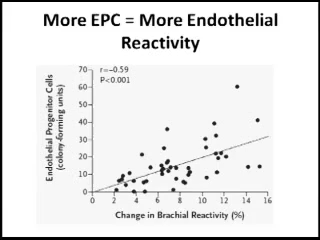 More EPC = More Endothelial
Reactivity
r=−0.59
P<0.001
Endothelial Progenitor Cells
(colony-forming units)
70
60
50
40
30
20
10
0
0 2 4 6 8 10 12 14 16
Change in Brachial Reactivity (%)